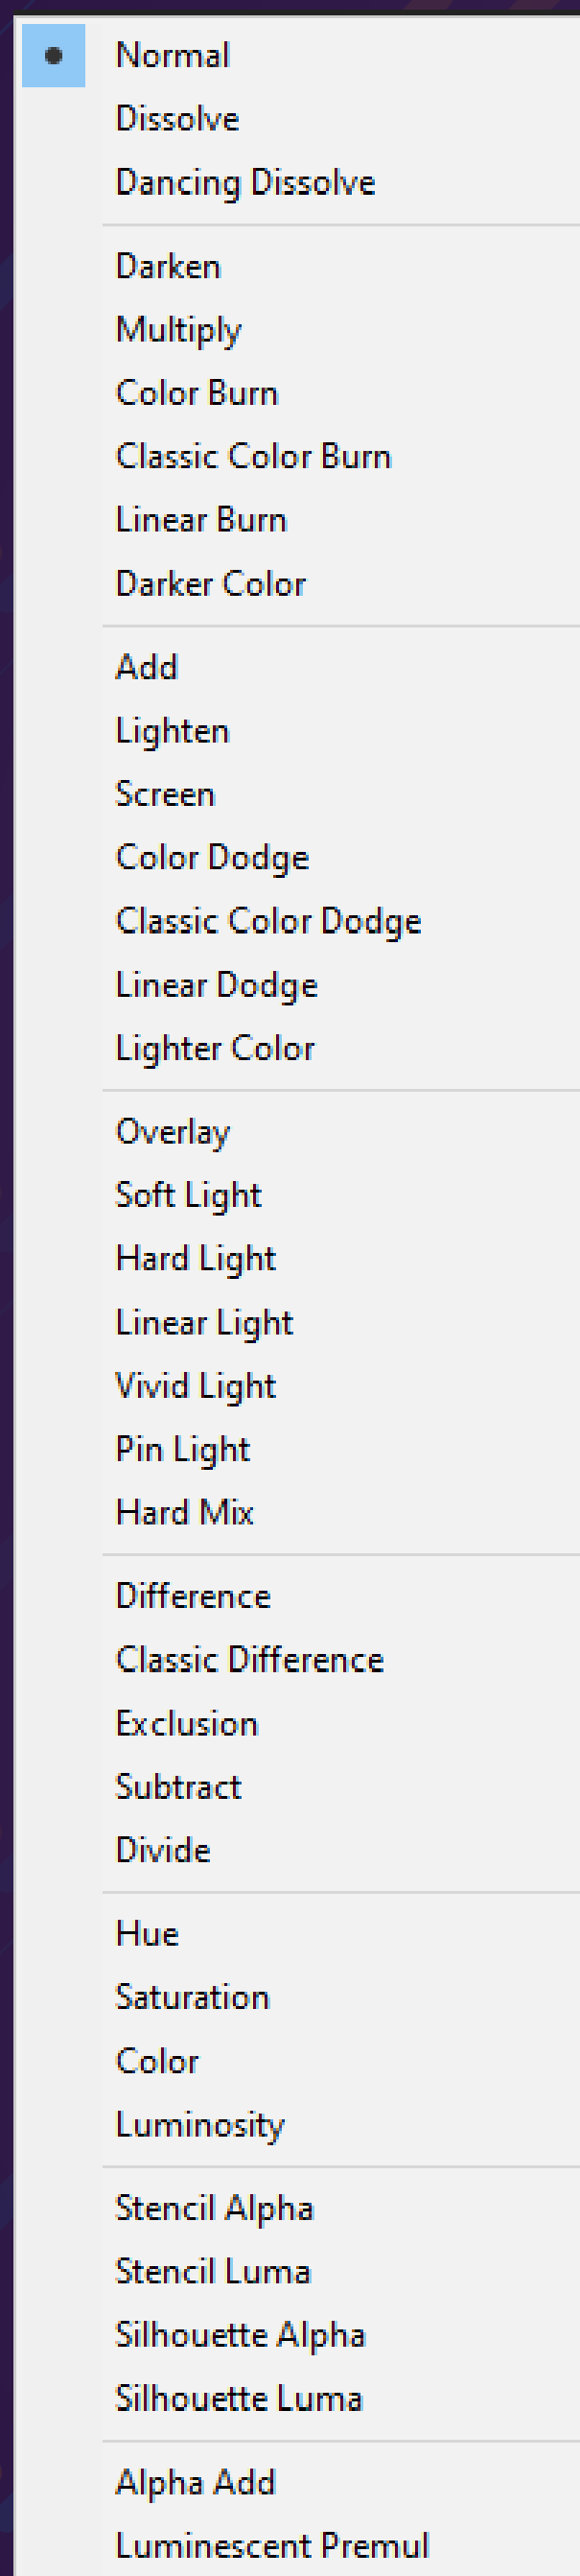 Normal
Dissolve
Dancing Dissolve
Darken
Multiply
Color Burn
Classic Color Burn
Linear Burn
Darker Color
Add
Lighten
Screen
Color Dodge
Classic Color Dodge
Linear Dodge
Lighter Color
Overlay
Soft Light
Hard Light
Linear Light
Vivid Light
Pin Light
Hard Mix
Difference
Classic Difference
Exclusion
Subtract
Divide
Hue
Saturation
Color
Luminosity
Stencil Alpha
Stencil Luma
Silhouette Alpha
Silhouette Luma
Alpha Add
Luminescent Premul